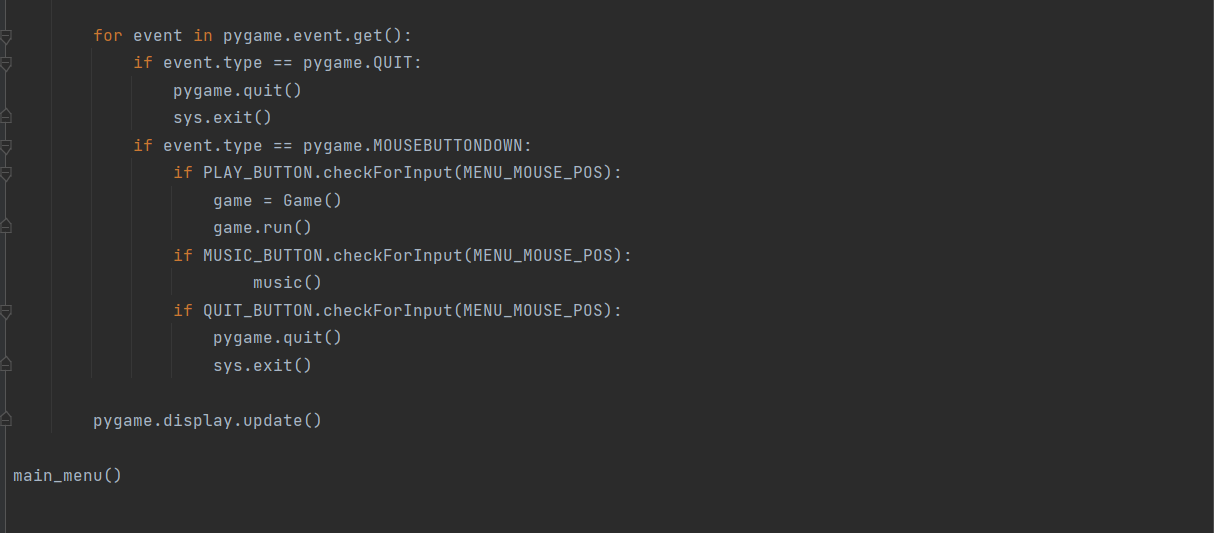 for event in pygame.event.get():
    if event.type == pygame.QUIT:
        pygame.quit()
        sys.exit()
    if event.type == pygame.MOUSEBUTTONDOWN:
        if PLAY_BUTTON.checkForInput(MENU_MOUSE_POS):
            game = Game()
            game.run()
        if MUSIC_BUTTON.checkForInput(MENU_MOUSE_POS):
                music()
        if QUIT_BUTTON.checkForInput(MENU_MOUSE_POS):
            pygame.quit()
            sys.exit()
pygame.display.update()
main_menu()